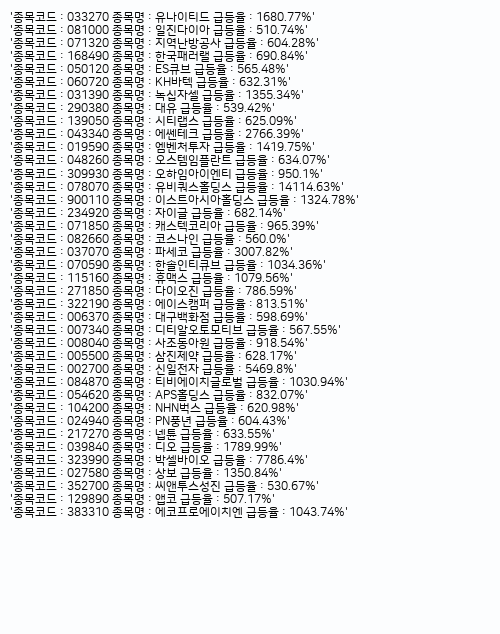 '종목코드 : 033270 종목명 : 유나이티드 급등율 : 1680.77%'
'종목코드 : 081000 종목명 : 일진다이아 급등율 : 510.74%'
'종목코드 : 071320 종목명 : 지역난방공사 급등율 : 604.28%'
'종목코드 : 168490 종목명 : 한국패러랠 급등율 : 690.84%'
'종목코드 : 050120 종목명 : ES큐브 급등율 : 565.48%'
'종목코드 : 060720 종목명 : KH바텍 급등율 : 632.31%'
'종목코드 : 031390 종목명 : 녹십자셀 급등율 : 1355.34%'
'종목코드 : 290380 종목명 : 대유 급등율 : 539.42%'
'종목코드 : 139050 종목명 : 시티랩스 급등율 : 625.09%'
'종목코드 : 043340 종목명 : 에쎈테크 급등율 : 2766.39%'
'종목코드 : 019590 종목명 : 엠벤처투자 급등율 : 1419.75%'
'종목코드 : 048260 종목명 : 오스템임플란트 급등율 : 634.07%'
'종목코드 : 309930 종목명 : 오하임아이엔티 급등율 : 950.1%'
'종목코드 : 078070 종목명 : 유비쿼스홀딩스 급등율 : 14114.63%'
'종목코드 : 900110 종목명 : 이스트아시아홀딩스 급등율 : 1324.78%'
'종목코드 : 234920 종목명 : 자이글 급등율 : 682.14%'
'종목코드 : 071850 종목명 : 캐스텍코리아 급등율 : 965.39%'
'종목코드 : 082660 종목명 : 코스나인 급등율 : 560.0%'
'종목코드 : 037070 종목명 : 파세코 급등율 : 3007.82%'
'종목코드 : 070590 종목명 : 한솔인티큐브 급등율 : 1034.36%'
'종목코드 : 115160 종목명 : 휴맥스 급등율 : 1079.56%'
'종목코드 : 271850 종목명 : 다이오진 급등율 : 786.59%'
'종목코드 : 322190 종목명 : 에이스캠퍼 급등율 : 813.51%'
'종목코드 : 006370 종목명 : 대구백화점 급등율 : 598.69%'
'종목코드 : 007340 종목명 : 디티알오토모티브 급등율 : 567.55%'
'종목코드 : 008040 종목명 : 사조동아원 급등율 : 918.54%'
'종목코드 : 005500 종목명 : 삼진제약 급등율 : 628.17%'
'종목코드 : 002700 종목명 : 신일전자 급등율 : 5469.8%'
'종목코드 : 084870 종목명 : 티비에이치글로벌 급등율 : 1030.94%'
'종목코드 : 054620 종목명 : APS홀딩스 급등율 : 832.07%'
'종목코드 : 104200 종목명 : NHN벅스 급등율 : 620.98%'
'종목코드 : 024940 종목명 : PN풍년 급등율 : 604.43%'
'종목코드 : 217270 종목명 : 넵튠 급등율 : 633.55%'
'종목코드 : 039840 종목명 : 디오 급등율 : 1789.99%'
'종목코드 : 323990 종목명 : 박셀바이오 급등율 : 7786.4%'
'종목코드 : 027580 종목명 : 상보 급등율 : 1350.84%'
'종목코드 : 352700 종목명 : 씨앤투스성진 급등율 : 530.67%'
'종목코드 : 129890 종목명 : 앱코 급등율 : 507.17%'
'종목코드 : 383310 종목명 : 에코프로에이치엔 급등율 : 1043.74%'